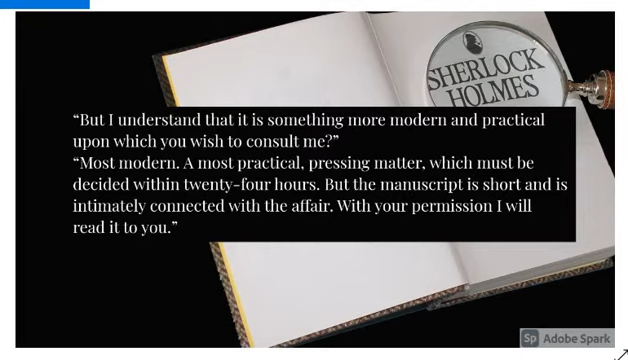 SHERLOCK
HOLMES
“But I understand that it is something more modern and practical
upon which you wish to consult me?”
“Most modern. A most practical, pressing matter, which must be
decided within twenty-four hours. But the manuscript is short and is
intimately connected with the affair. With your permission I will
read it to you.”
Sp Adobe Spark